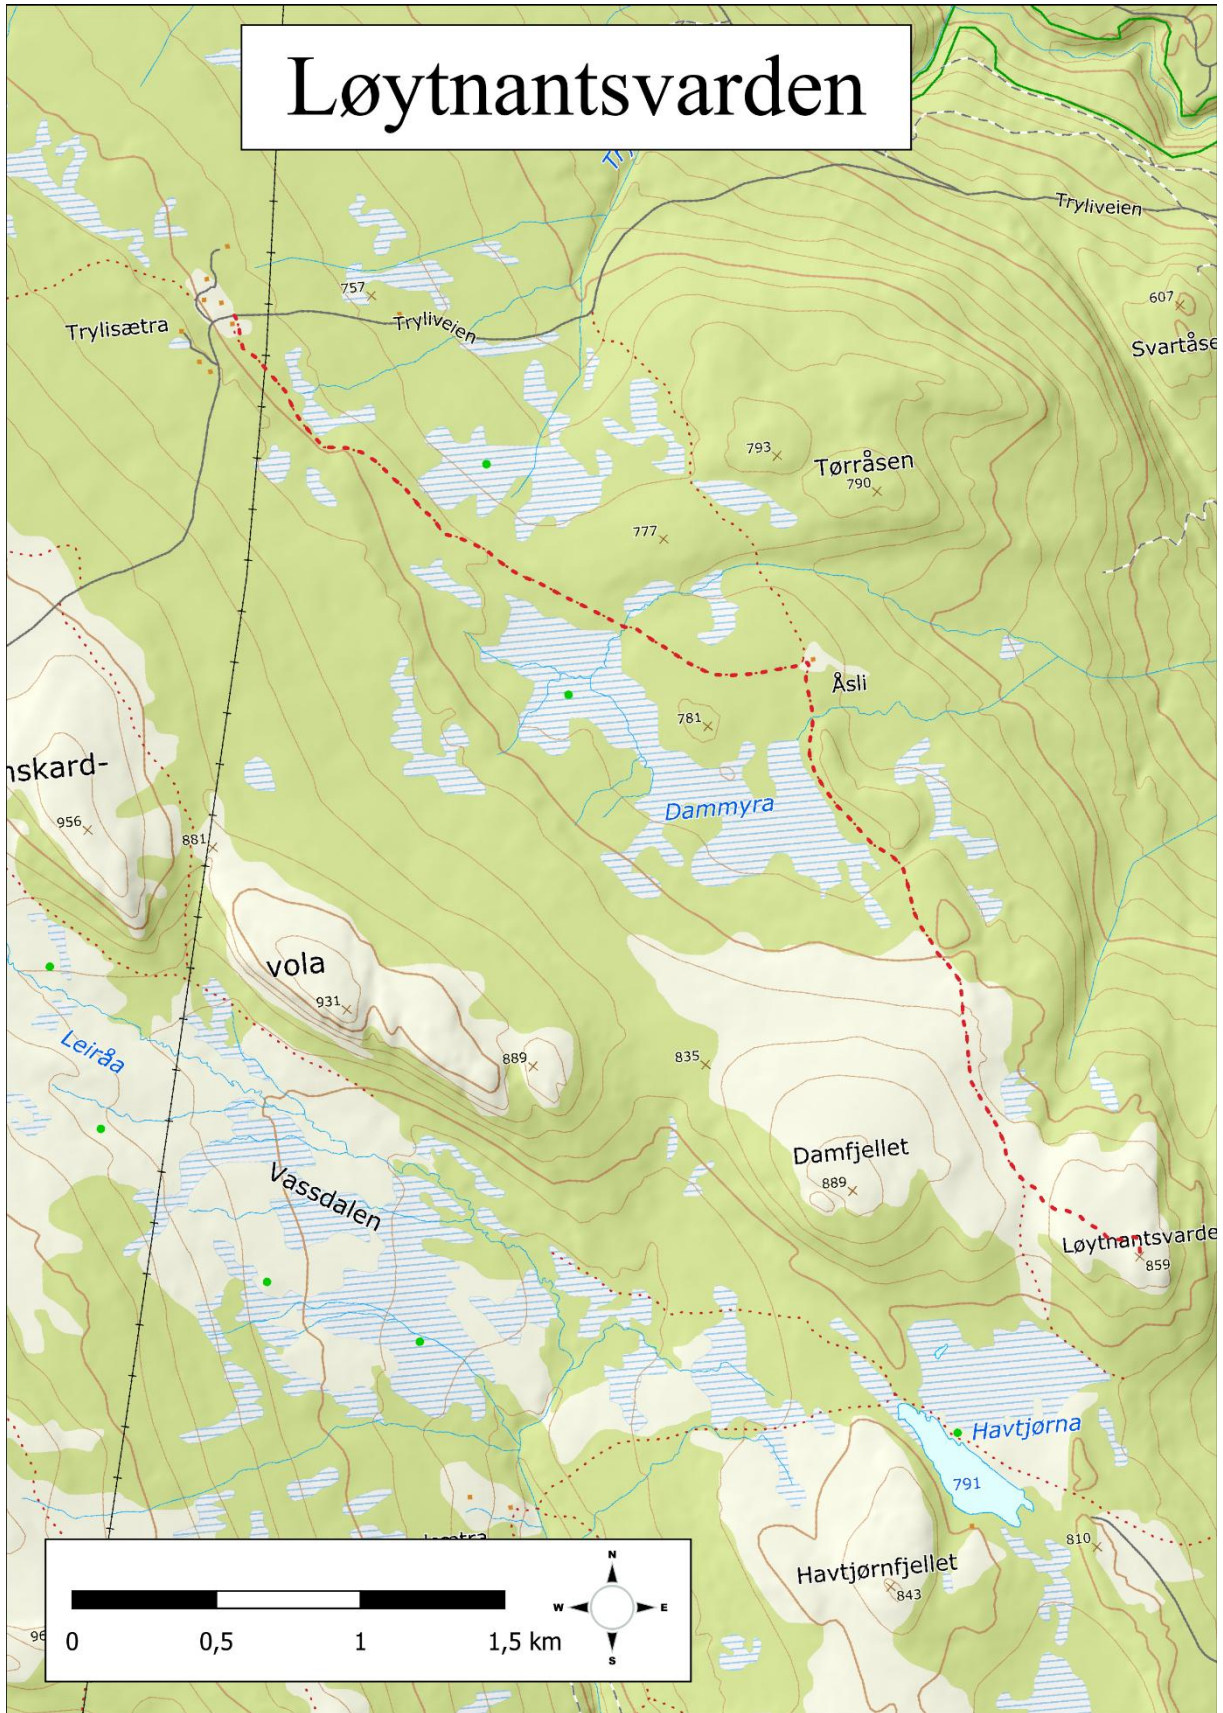 Løytnantsvarden
Tryliveien
757
607
Trylisætra
Tryliveien
Svartåse
793
Tørråsen
790
777
Åsli
781
nskard-
Dammyra
956
881
vola
931
889
835
Leiråa
Damfjellet
889
Vassdalen
Løytnantsvarde
859
Havtjørna
791
810
Havtjørnfjellet
843
N
W E
S
0 0,5 1 1,5 km